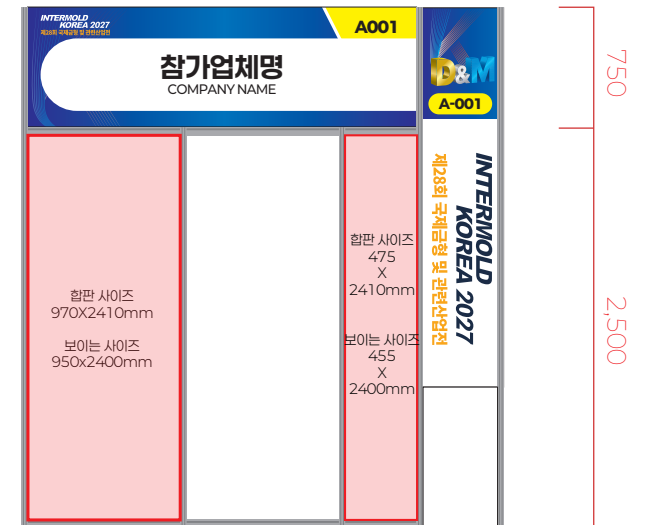 INTERMOLD
KOREA 2027
제28회 국제금형 및 관련산업전
A001
참가업체명
COMPANY NAME
D&M
A-001
750
합판 사이즈
970X2410mm
보이는 사이즈
950x2400mm
합판 사이즈
475
X
2410mm
보이는 사이즈
455
X
2400mm
INTERMOLD
KOREA 2027
제28회 국제금형 및 관련산업전
2,500